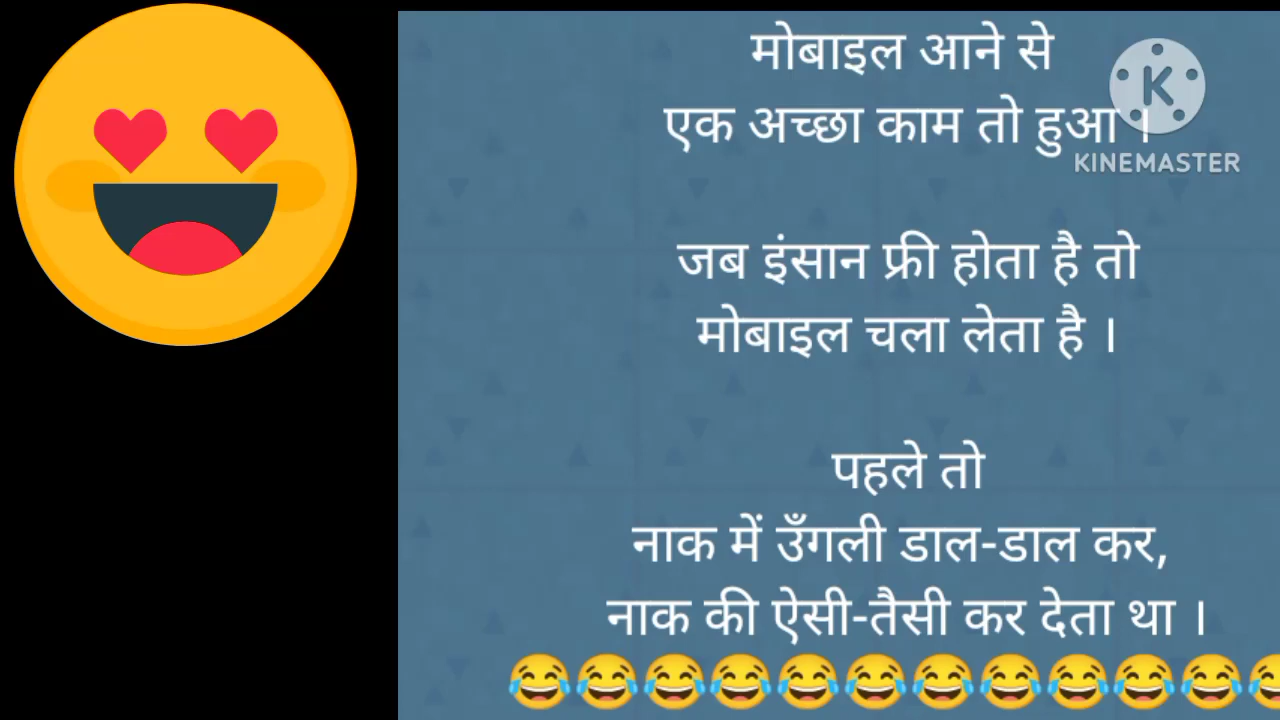 मोबाइल आने से
एक अच्छा काम तो हुआ ।
KINEMASTER
जब इंसान फ्री होता है तो
मोबाइल चला लेता है ।
पहले तो
नाक में उँगली डाल-डाल कर,
नाक की ऐसी-तैसी कर देता था ।